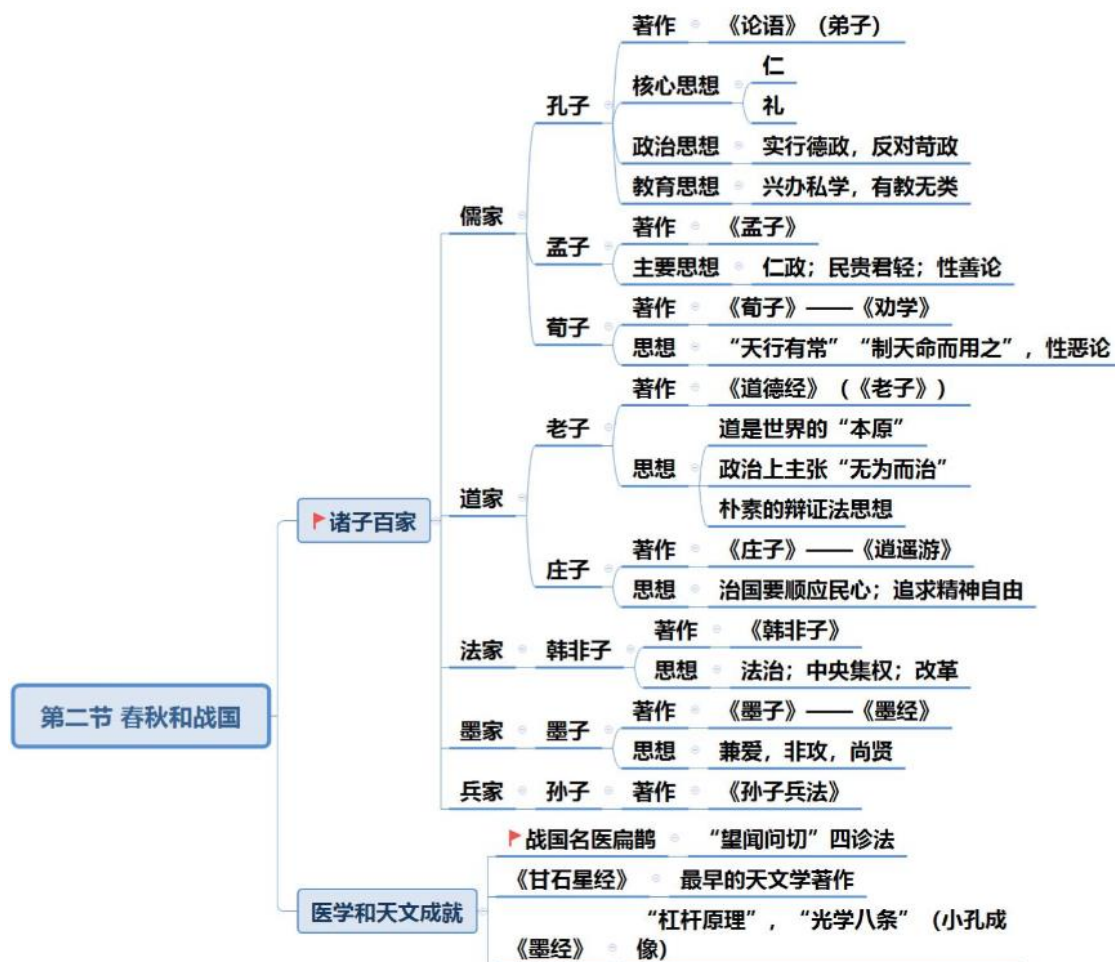 著作 《论语》（弟子）
仁
核心思想
礼
孔子
政治思想 实行德政，反对苛政
教育思想 兴办私学，有教无类
儒家
著作 《孟子》
孟子
主要思想 仁政；民贵君轻；性善论
著作 《荀子》——《劝学》
荀子
思想 “天行有常”“制天命而用之”，性恶论
著作 《道德经》（《老子》）
老子
道是世界的“本原”
思想 政治上主张“无为而治”
朴素的辩证法思想
道家
诸子百家
著作 《庄子》——《逍遥游》
庄子
思想 治国要顺应民心；追求精神自由
著作 《韩非子》
法家 韩非子
思想 法治；中央集权；改革
第二节 春秋和战国
著作 《墨子》——《墨经》
墨家 墨子
思想 兼爱，非攻，尚贤
兵家 孙子 著作 《孙子兵法》
战国名医扁鹊 “望闻问切”四诊法
《甘石星经》 最早的天文学著作
医学和天文成就
“杠杆原理”，“光学八条”（小孔成
《墨经》 像）